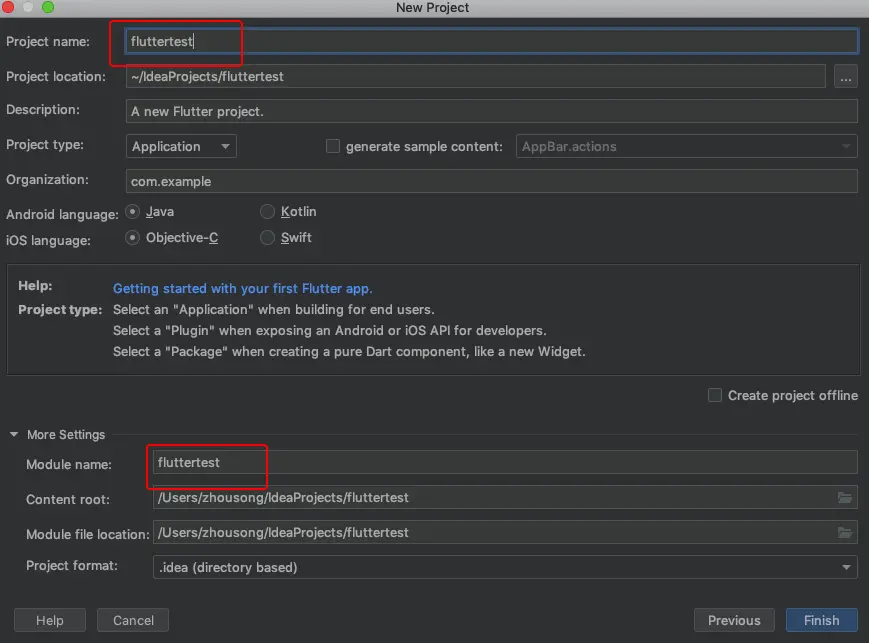 New Project
Project name: fluttertest
Project location: ~/IdeaProjects/fluttertest ...
Description: A new Flutter project.
Project type: Application generate sample content: AppBar.actions
Organization: com.example
Android language: Java Kotlin
iOS language: Objective-C Swift
Help: Getting started with your first Flutter app.
Project type: Select an "Application" when building for end users.
Select a "Plugin" when exposing an Android or iOS API for developers.
Select a "Package" when creating a pure Dart component, like a new Widget.
Create project offline
More Settings
Module name: fluttertest
Content root: /Users/zhousong/IdeaProjects/fluttertest
Module file location: /Users/zhousong/IdeaProjects/fluttertest
Project format: .idea (directory based)
Help Cancel Previous Finish